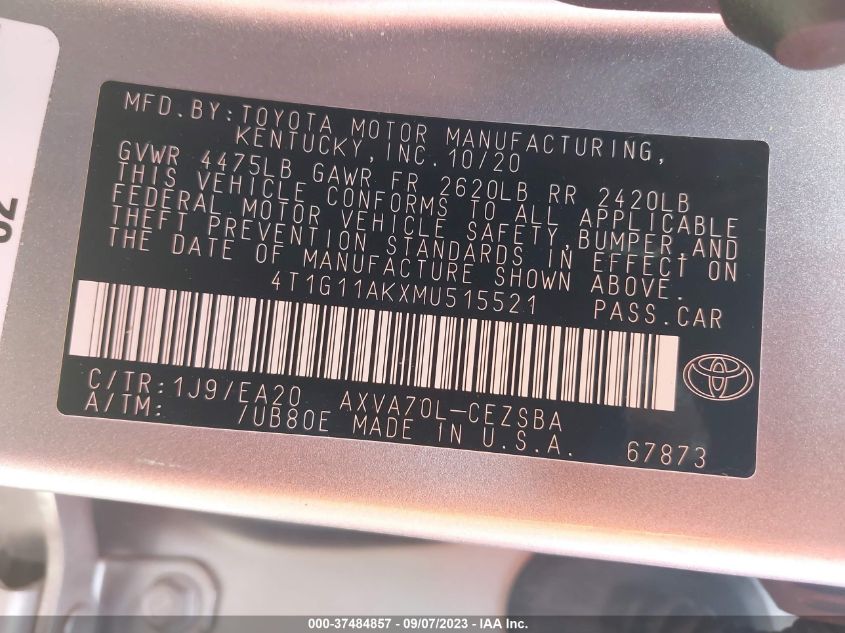 02
MFD.BY:TOYOTA MOTOR MANUFACTURING,
KENTUCKY, INC. 10/20
GVWR 4475LB GAWR FR 2620LB RR 2420LB
THIS VEHICLE CONFORMS TO ALL APPLICABLE
FEDERAL MOTOR VEHICLE SAFETY,BUMPER,AND
THEFT PREVENTION STANDARDS IN EFFECT ON
THE DATE OF MANUFACTURE SHOWN ABOVE.
4T1G11AKXMU515521 PASS.CAR
C/TR:1J9/EA20 AXVA70L-CEZSBA
A/TM: /UB80E MADE IN U.S.A. 67873
000-37484857 - 09/07/2023 - IAA Inc.